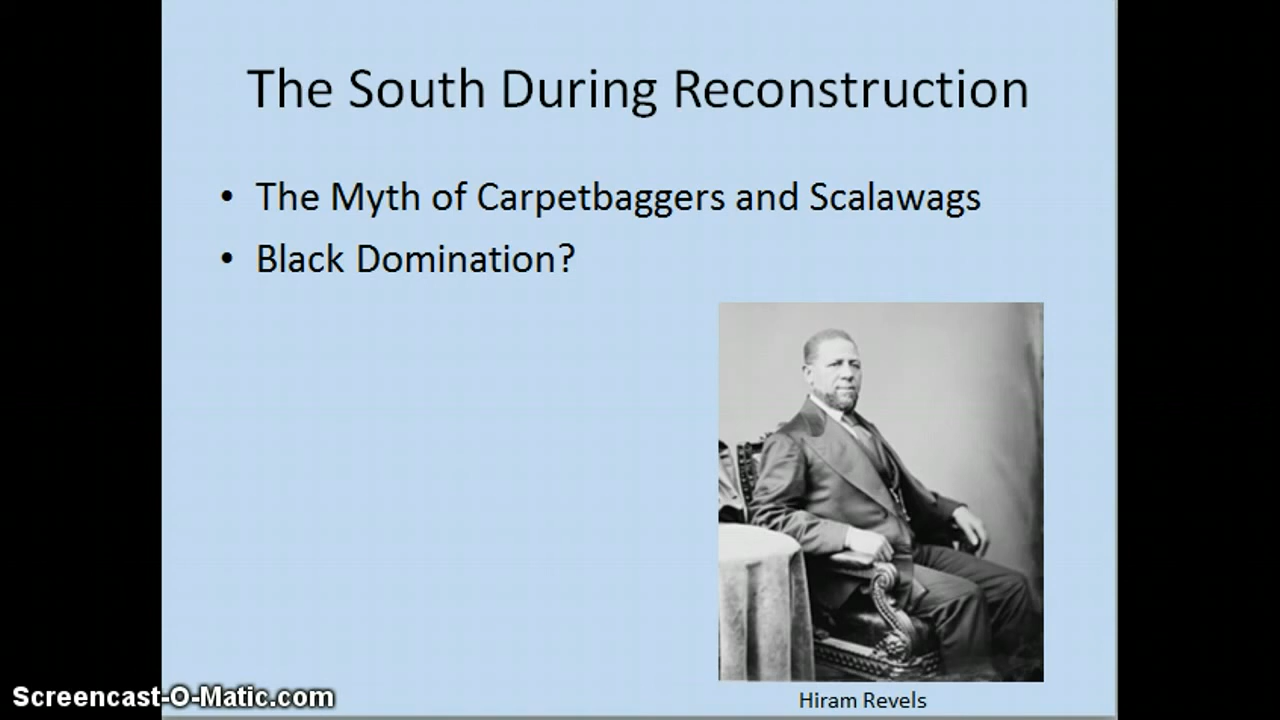 The South During Reconstruction
• The Myth of Carpetbaggers and Scalawags
• Black Domination?
Hiram Revels
Screencast-O-Matic.com